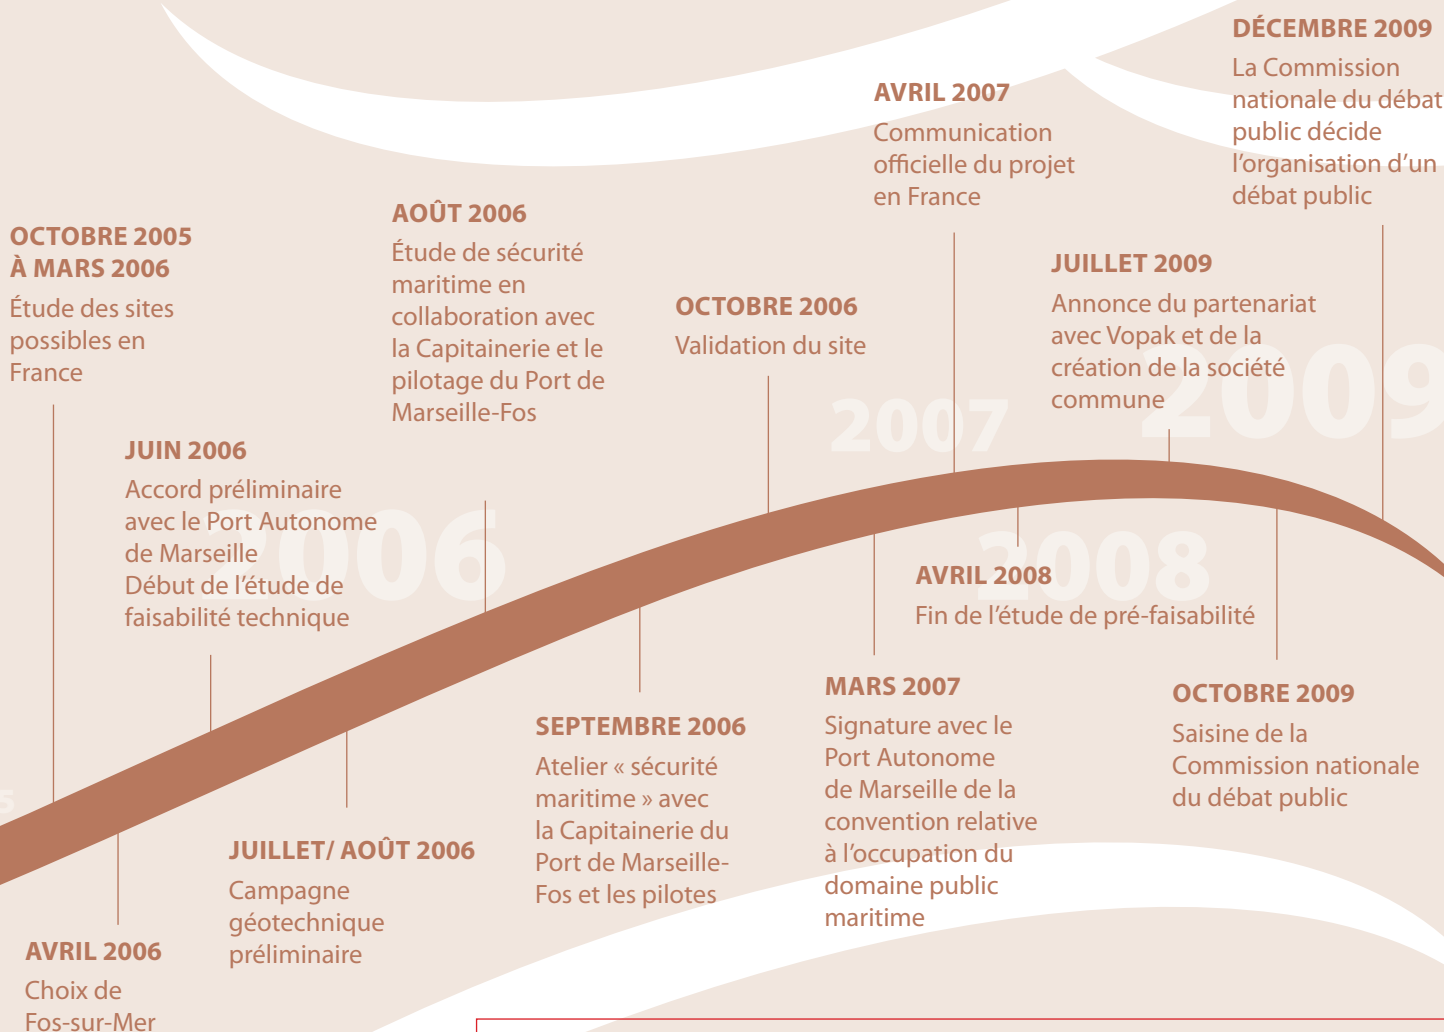 OCTOBRE 2005
À MARS 2006
Étude des sites
possibles en
France
AVRIL 2006
Choix de
Fos-sur-Mer
JUIN 2006
Accord préliminaire
avec le Port Autonome
de Marseille
Début de l’étude de
faisabilité technique
2006
JUILLET/ AOÛT 2006
Campagne
géotechnique
préliminaire
AOÛT 2006
Étude de sécurité
maritime en
collaboration avec
la Capitainerie et le
pilotage du Port de
Marseille-Fos
SEPTEMBRE 2006
Atelier « sécurité
maritime » avec
la Capitainerie du
Port de Marseille-
Fos et les pilotes
OCTOBRE 2006
Validation du site
2007
MARS 2007
Signature avec le
Port Autonome
de Marseille de la
convention relative
à l’occupation du
domaine public
maritime
AVRIL 2007
Communication
officielle du projet
en France
2008
AVRIL 2008
Fin de l’étude de pré-faisabilité
2009
JUILLET 2009
Annonce du partenariat
avec Vopak et de la
création de la société
commune
OCTOBRE 2009
Saisine de la
Commission nationale
du débat public
DÉCEMBRE 2009
La Commission
nationale du débat
public décide
l’organisation d’un
débat public